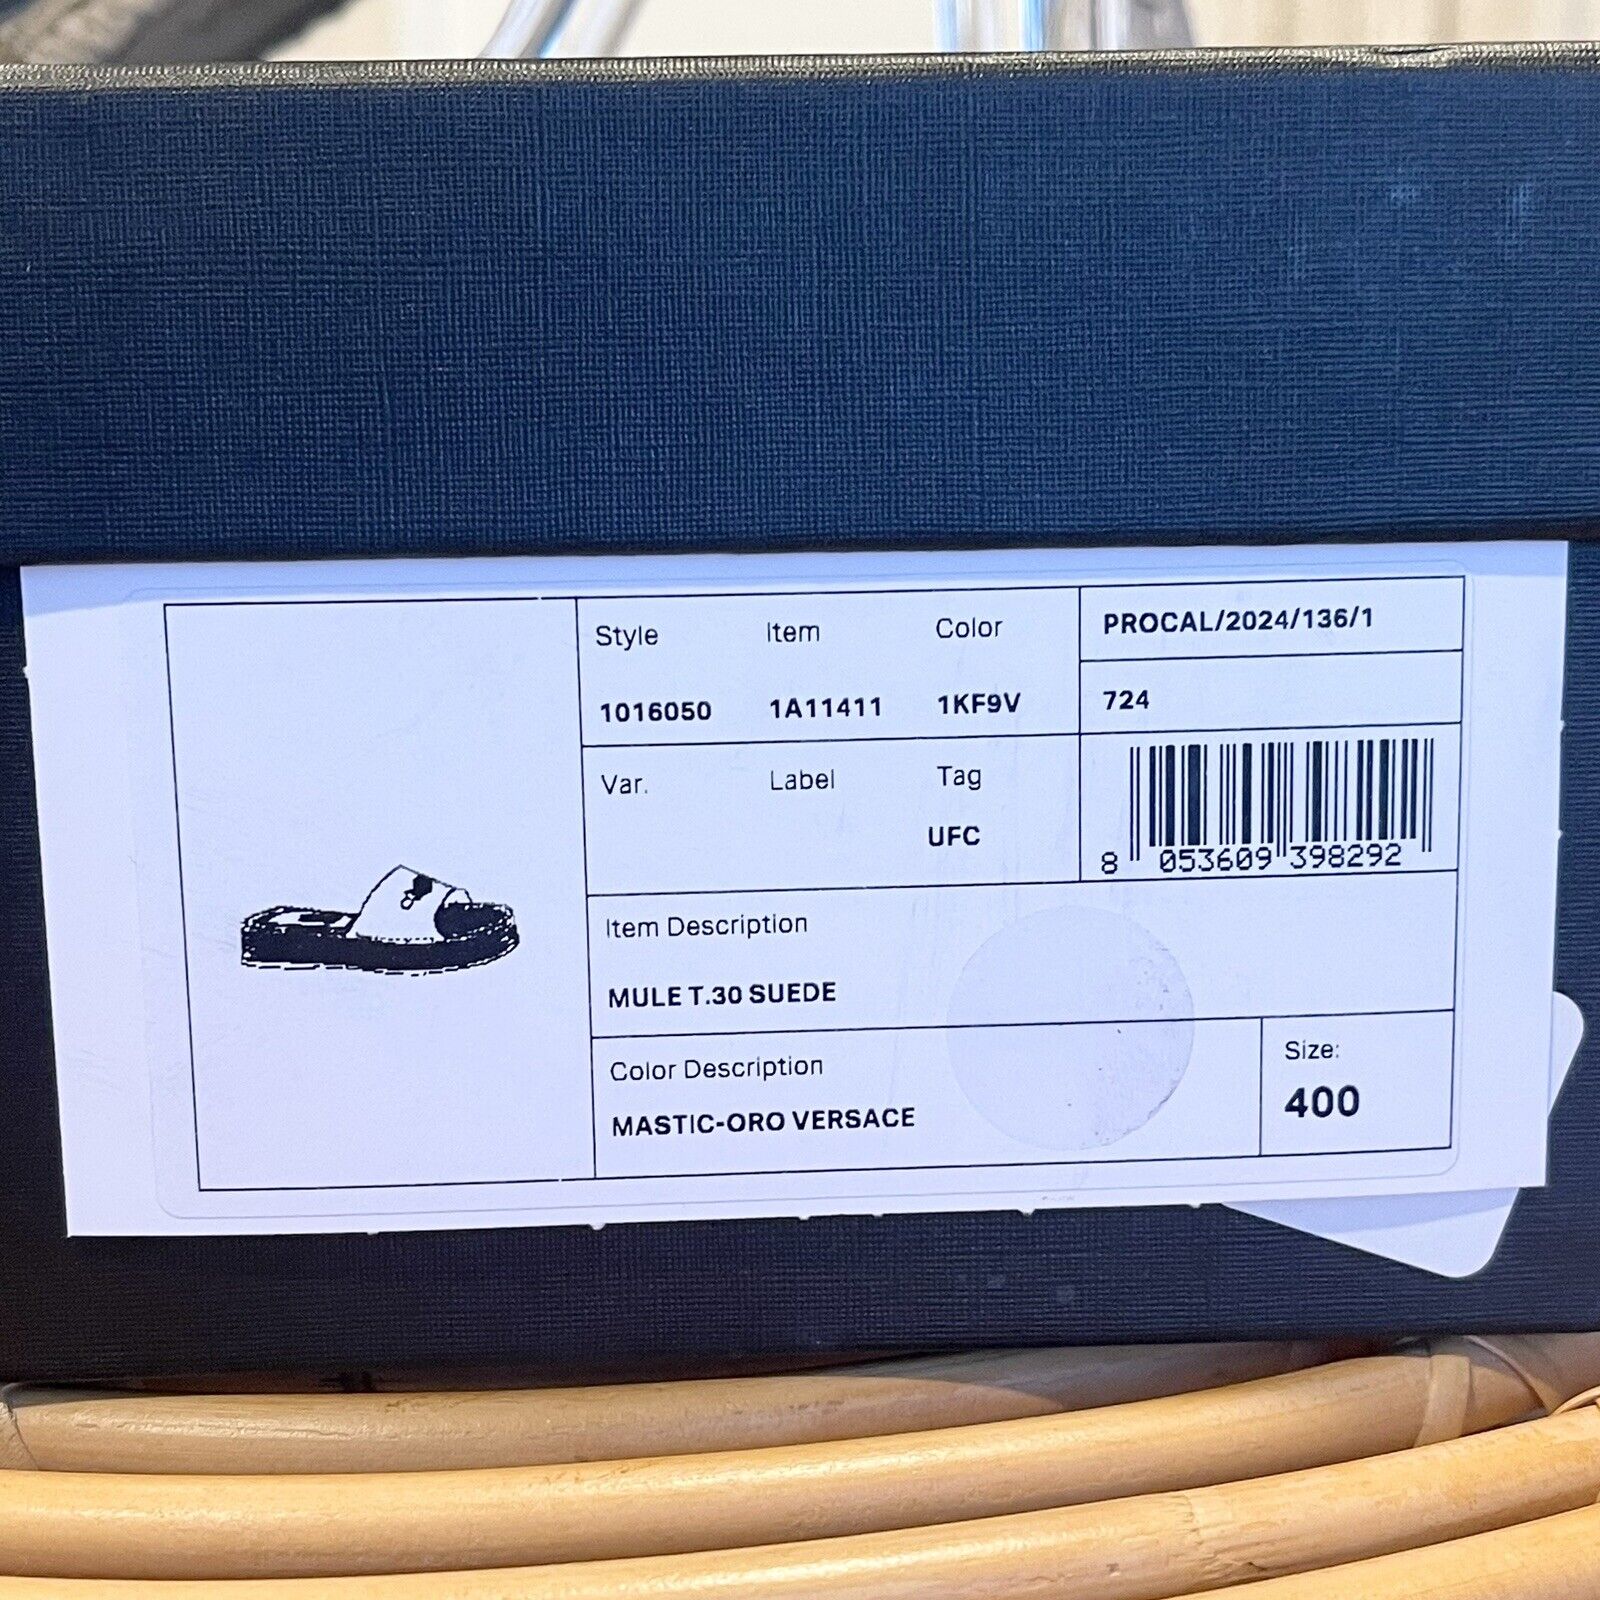 Style Item Color
1016050 1A11411 1KF9V
PROCAL/2024/136/1
724
Var. Label Tag
UFC
8 053609 398292
Item Description
MULE T.30 SUEDE
Color Description
MASTIC-ORO VERSACE
Size:
400